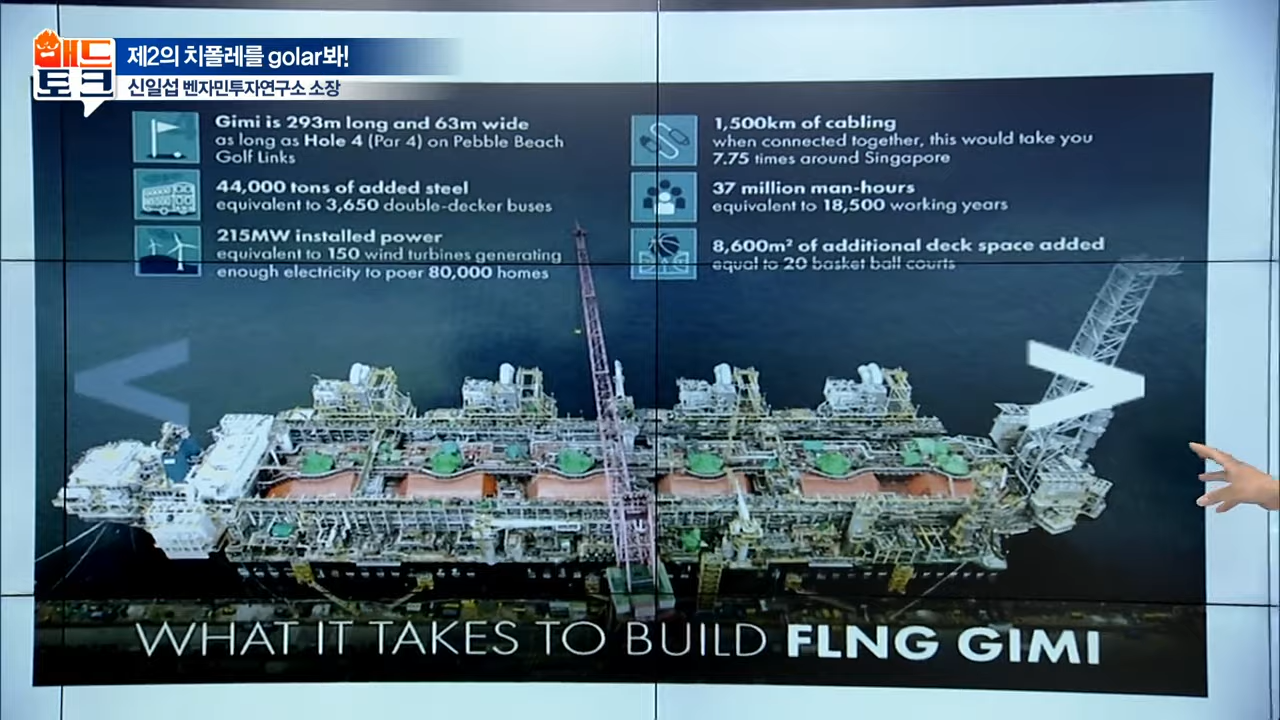 배드
토크
제2의 치폴레를 golar봐!
신일섭 벤자민투자연구소 소장
Gimi is 293m long and 63m wide
as long as Hole 4 (Par 4) on Pebble Beach
Golf Links
44,000 tons of added steel
equivalent to 3,650 double-decker buses
215MW installed power
equivalent to 150 wind turbines generating
enough electricity to poer 80,000 homes
1,500km of cabling
when connected together, this would take you
7.75 times around Singapore
37 million man-hours
equivalent to 18,500 working years
8,600m² of additional deck space added
equal to 20 basket ball courts
WHAT IT TAKES TO BUILD FLNG GIMI